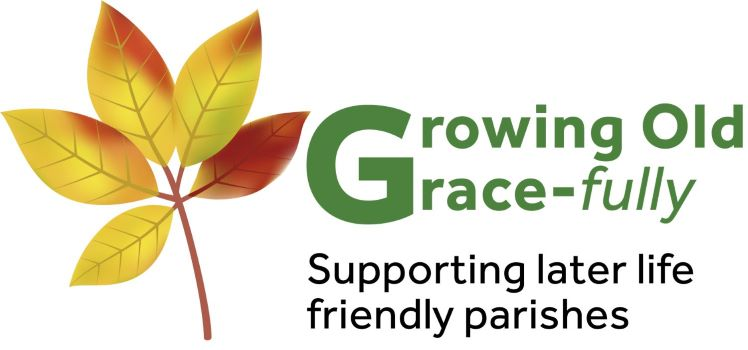 Growing Old
Grace-fully
Supporting later life
friendly parishes